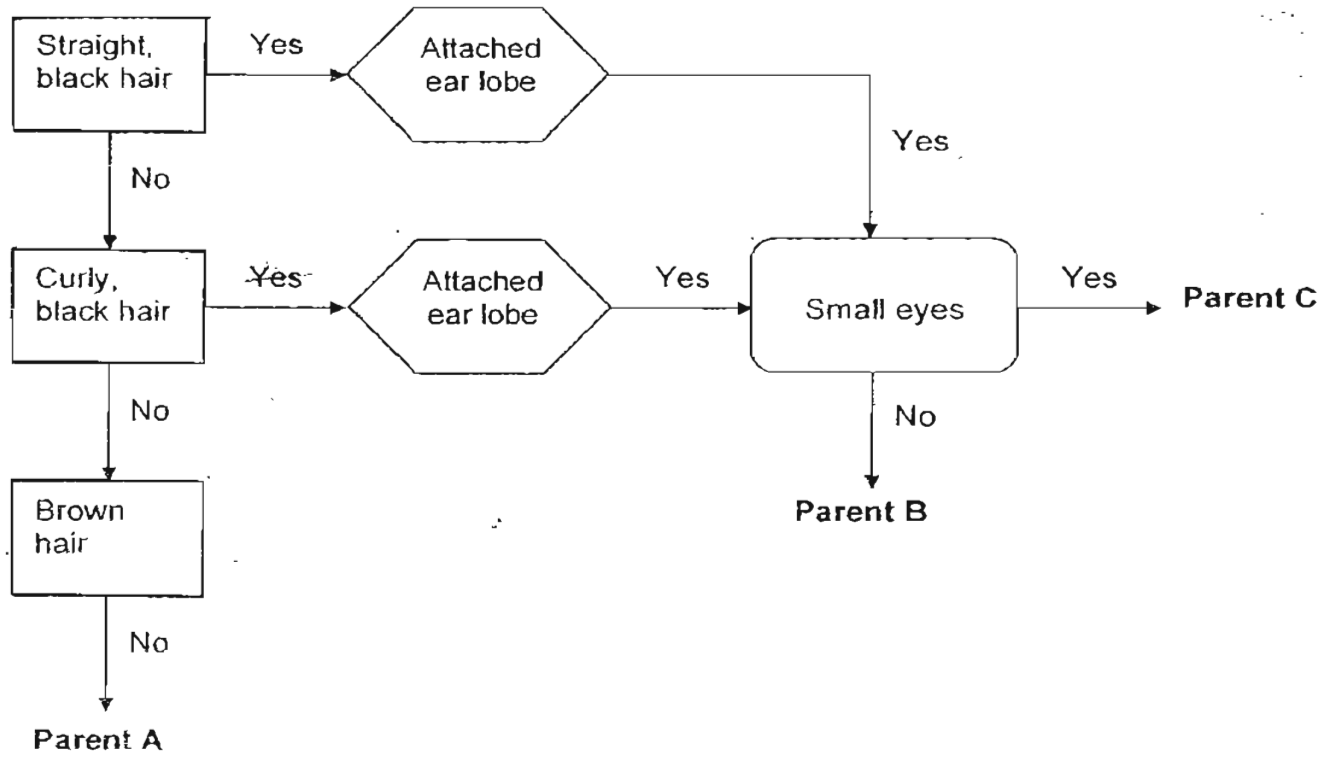 Straight,
black hair
Yes
Attached
ear lobe
Yes
No
Curly,
black hair
Yes
Attached
ear lobe
Yes
Small eyes
Yes
Parent C
No
No
Parent B
Brown
hair
No
Parent A